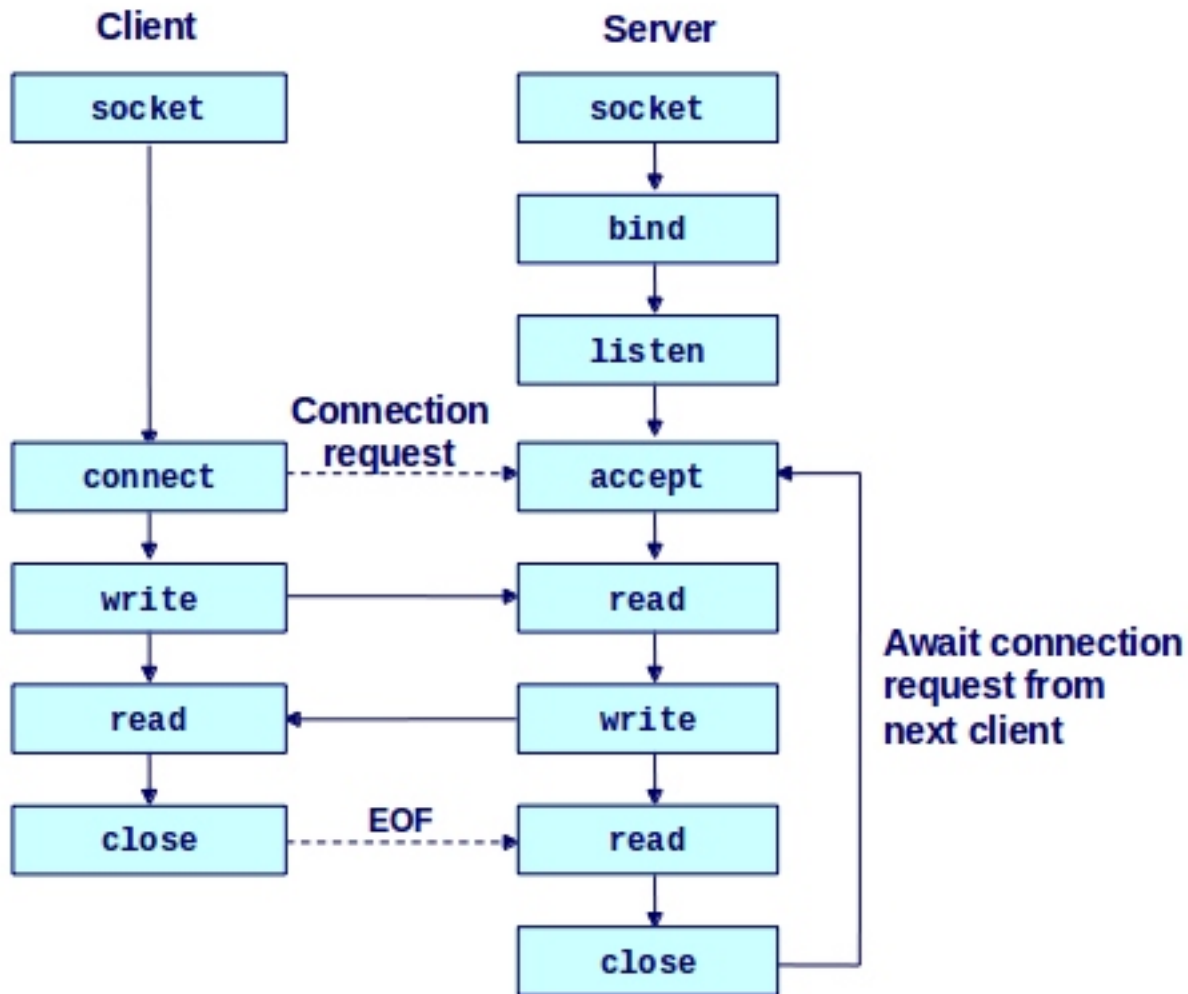 Client
Server
socket
socket
bind
listen
Connection
request
connect
accept
write
read
Await connection
request from
next client
read
write
EOF
close
read
close